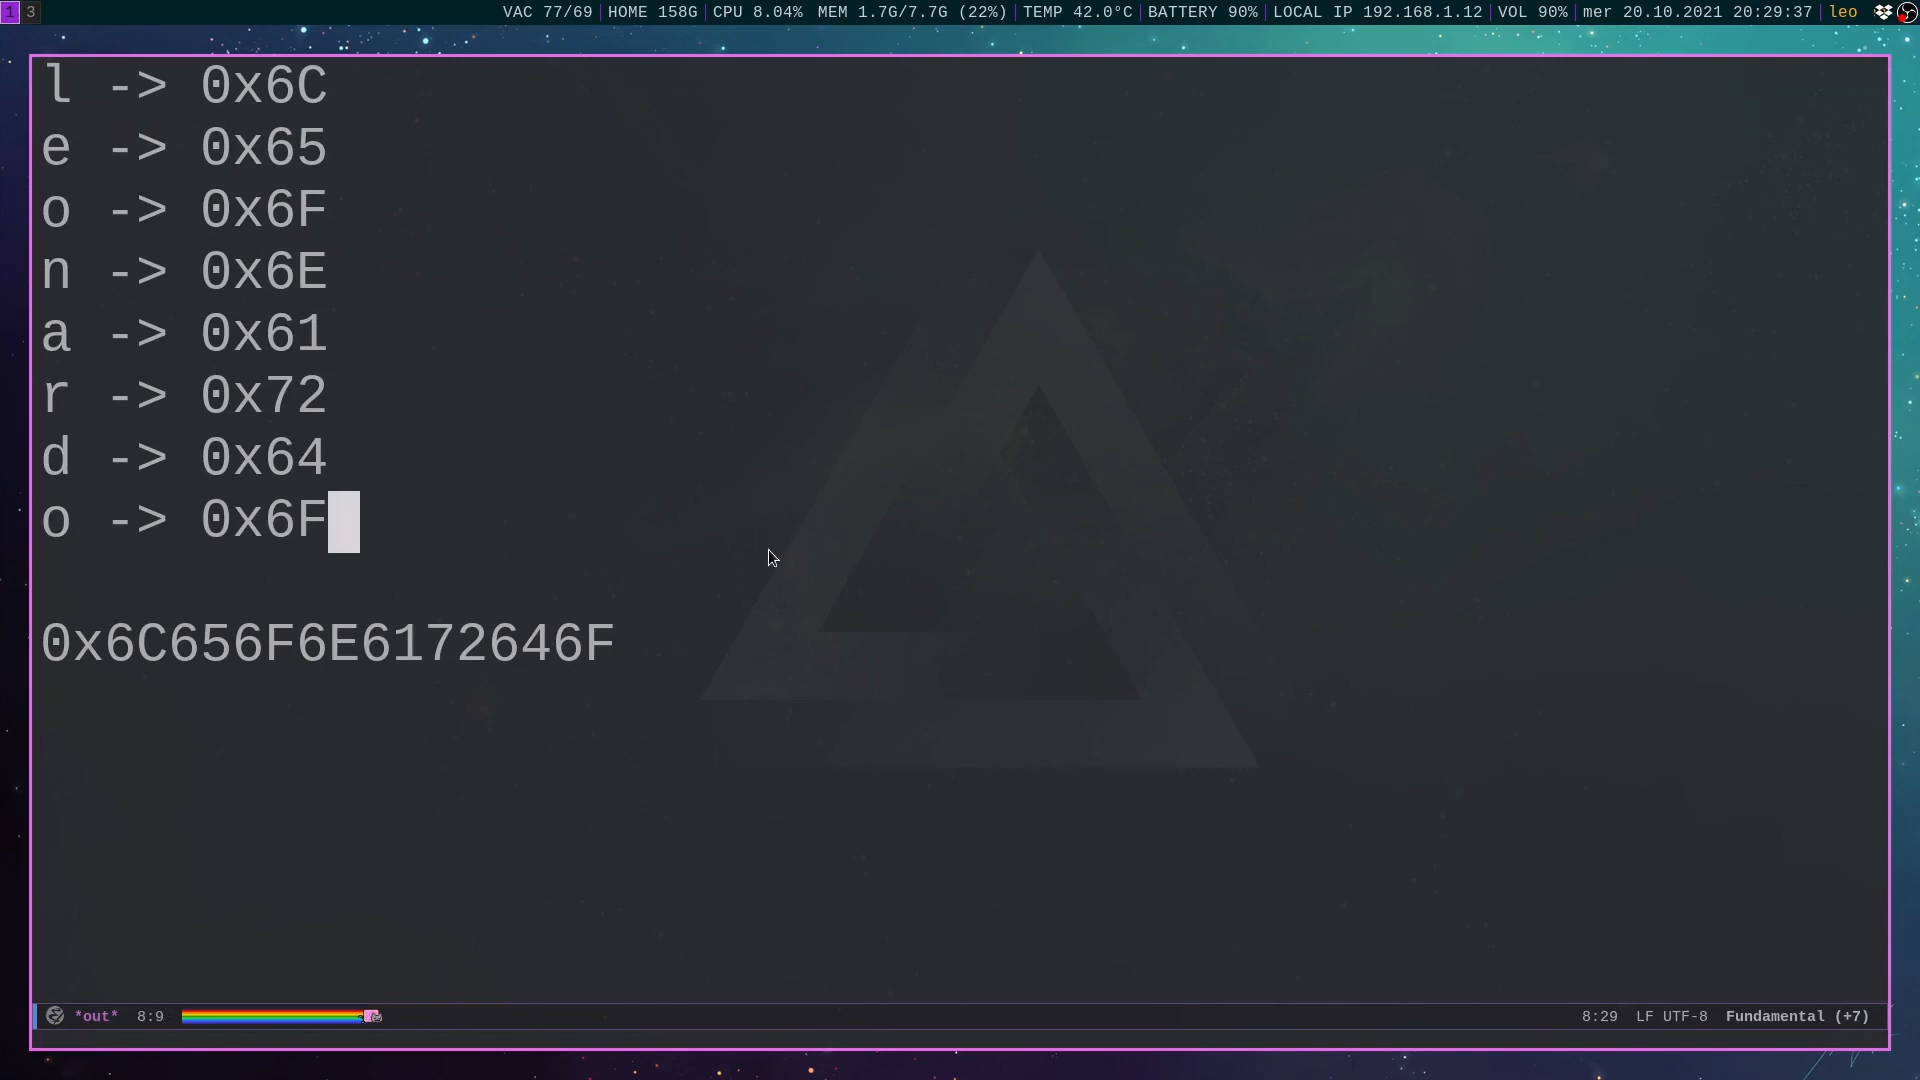 1 3 VAC 77/69 HOME 158G CPU 8.04% MEM 1.7G/7.7G (22%) TEMP 42.0°C BATTERY 90% LOCAL IP 192.168.1.12 VOL 90% mer 20.10.2021 20:29:37 leo
l -> 0x6C
e -> 0x65
o -> 0x6F
n -> 0x6E
a -> 0x61
r -> 0x72
d -> 0x64
o -> 0x6F
0x6C656F6E6172646F
*out* 8:9 8:29 LF UTF-8 Fundamental (+7)